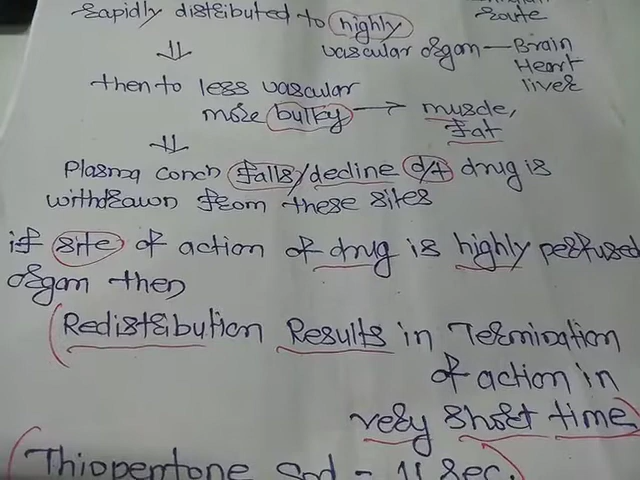 rapidly distributed to highly route
vascular organ — Brain
Heart
liver
⇓
then to less vascular
more bulky → muscle,
fat
⇓
Plasma conch falls/decline d/t drug is
withdrawn from these sites
if site of action of drug is highly perfused
organ then
(Redistribution Results in Termination
of action in
very short time)
(Thiopentone